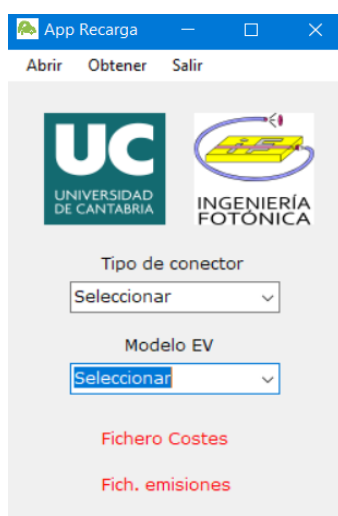 App Recarga
Abrir Obtener Salir
UC
UNIVERSIDAD
DE CANTABRIA
INGENIERÍA
FOTÓNICA
Tipo de conector
Seleccionar
Modelo EV
Seleccionar
Fichero Costes
Fich. emisiones